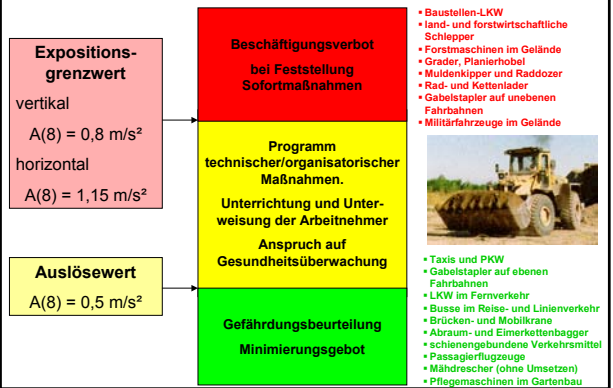 Expositions-
grenzwert
vertikal
A(8) = 0,8 m/s²
horizontal
A(8) = 1,15 m/s²
Auslösewert
A(8) = 0,5 m/s²
Beschäftigungsverbot
bei Feststellung
Sofortmaßnahmen
Programm
technischer/organisatorischer
Maßnahmen.
Unterrichtung und Unter-
weisung der Arbeitnehmer
Anspruch auf
Gesundheitsüberwachung
Gefährdungsbeurteilung
Minimierungsgebot
▪ Baustellen-LKW
▪ land- und forstwirtschaftliche
Schlepper
▪ Forstmaschinen im Gelände
▪ Grader, Planierhobel
▪ Muldenkipper und Raddozer
▪ Rad- und Kettenlader
▪ Gabelstapler auf unebenen
Fahrbahnen
▪ Militärfahrzeuge im Gelände
▪ Taxis und PKW
▪ Gabelstapler auf ebenen
Fahrbahnen
▪ LKW im Fernverkehr
▪ Busse im Reise- und Linienverkehr
▪ Brücken- und Mobilkrane
▪ Abraum- und Eimerkettenbagger
▪ schienengebundene Verkehrsmittel
▪ Passagierflugzeuge
▪ Mähdrescher (ohne Umsetzen)
▪ Pflegemaschinen im Gartenbau